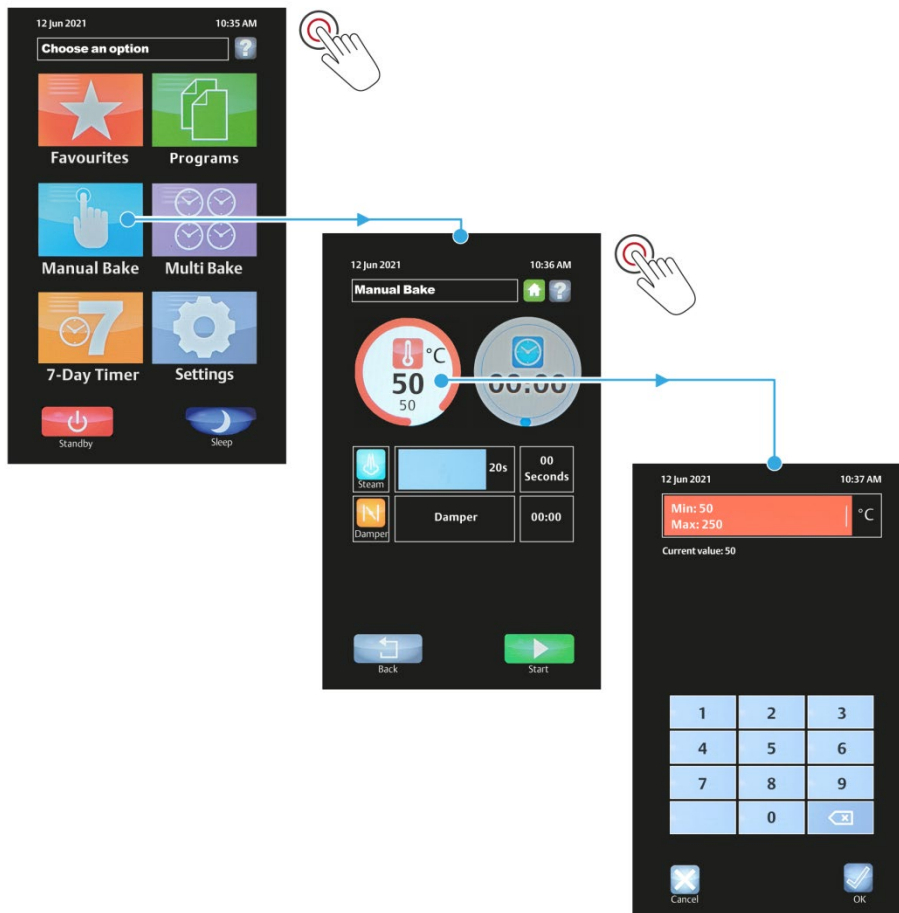 12 Jun 2021 10:35 AM
Choose an option ?
Favourites Programs
Manual Bake Multi Bake
7
7-Day Timer Settings
Standby Sleep
12 Jun 2021 10:36 AM
Manual Bake ?
°C
50 00:00
50
Steam 20s 00 Seconds
Damper Damper 00:00
Back Start
12 Jun 2021 10:37 AM
Min: 50 °C
Max: 250
Current value: 50
1 2 3
4 5 6
7 8 9
0
Cancel OK